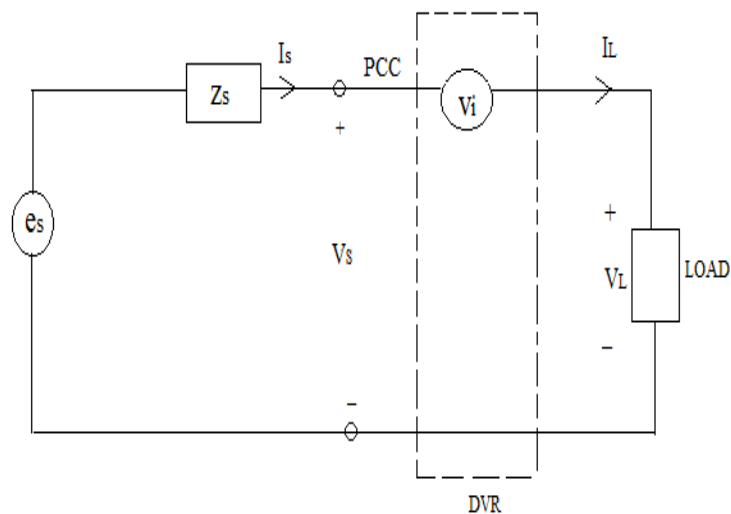 Is
PCC
IL
Zs
Vi
+
es
Vs
+
VL
LOAD
−
−
DVR